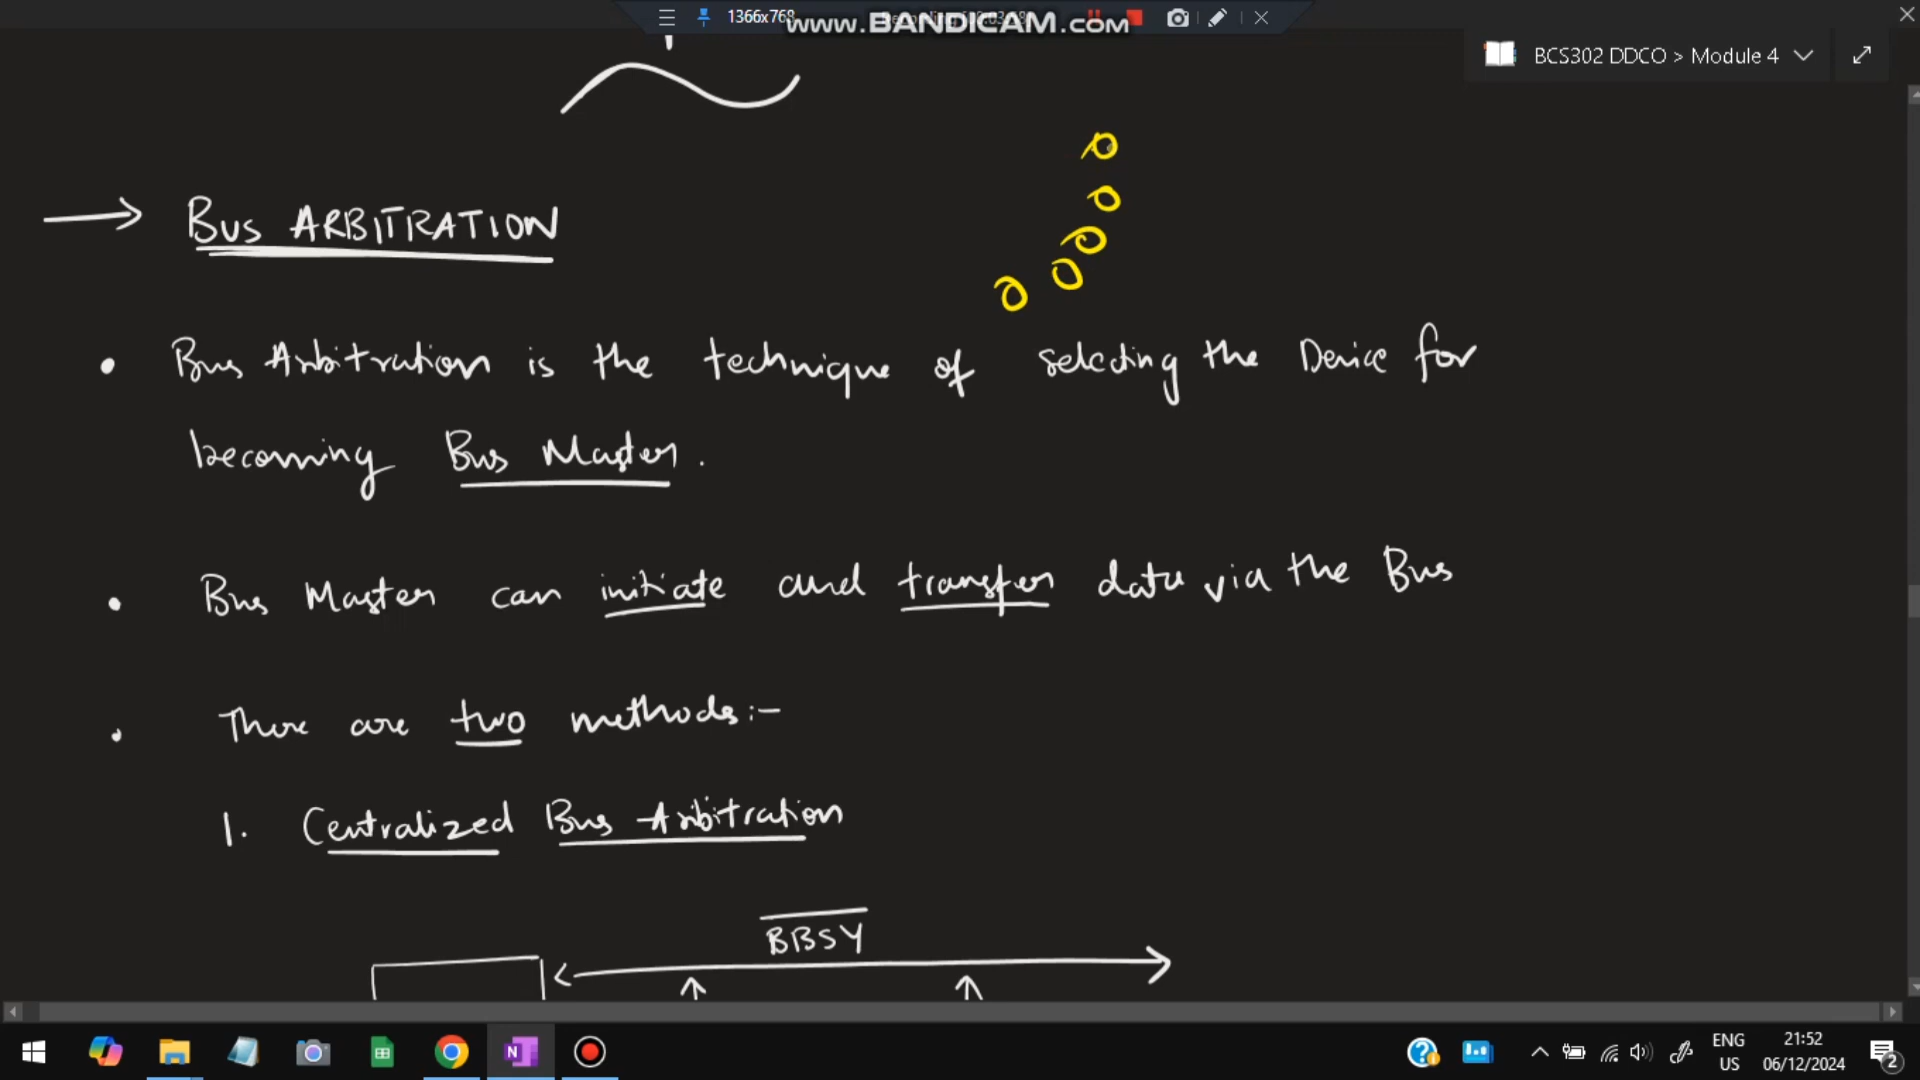 1366x768
www.BANDICAM.com
BCS302 DDCO > Module 4
→ BUS ARBITRATION
• Bus Arbitration is the technique of selecting the Device for
becoming Bus Master.
• Bus Master can initiate and transfer data via the Bus
• There are two methods:-
1. Centralized Bus Arbitration
BBSY
ENG
US
21:52
06/12/2024
2